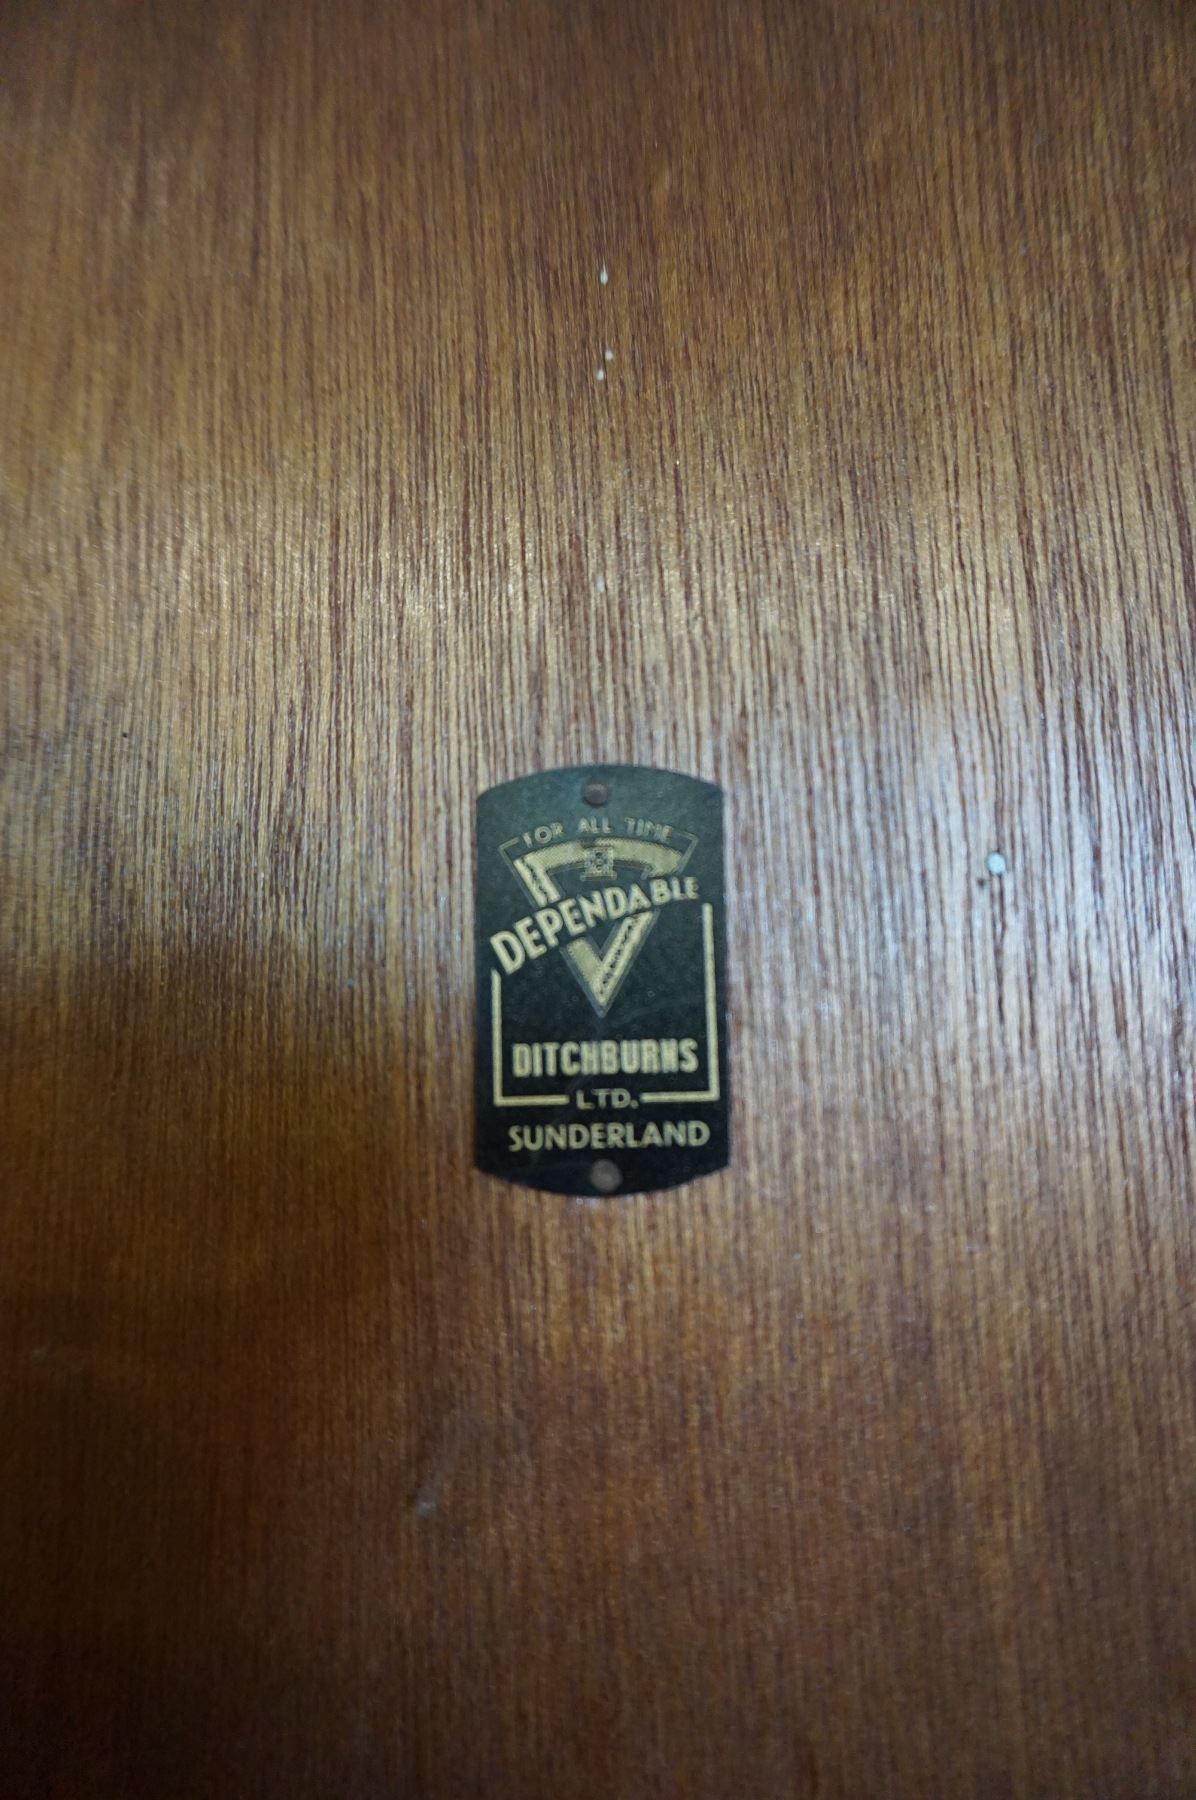 FOR ALL TIME
DEPENDABLE
DITCHBURNS
LTD.
SUNDERLAND